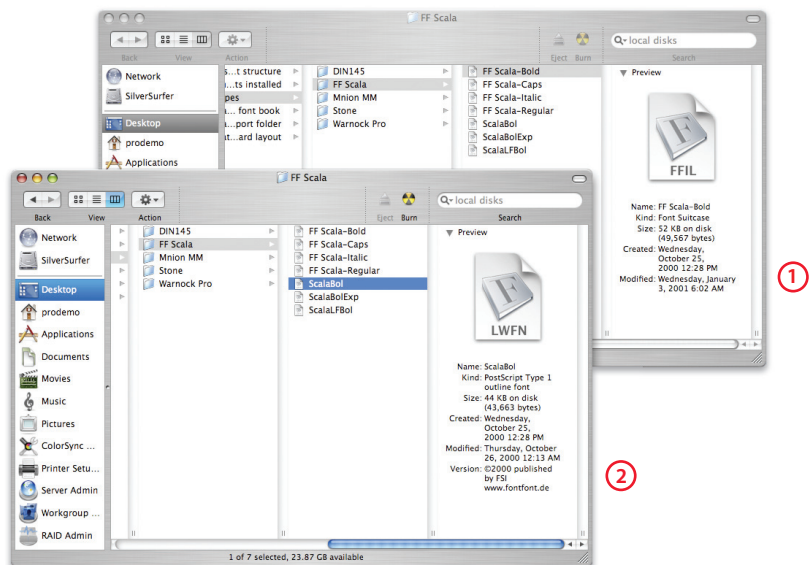 FF Scala
local disks
Back View Action Eject Burn Search
Network
SilverSurfer
Desktop
prodemo
Applications
s...t structure
...ts installed
pes
a... font book
a...port folder
at...ard layout
DIN145
FF Scala
Mnion MM
Stone
Warnock Pro
FF Scala-Bold
FF Scala-Caps
FF Scala-Italic
FF Scala-Regular
ScalaBol
ScalaBolExp
ScalaLFBol
Preview
F
FFIL
Name: FF Scala-Bold
Kind: Font Suitcase
Size: 52 KB on disk
(49,567 bytes)
Created: Wednesday,
October 25,
2000 12:28 PM
Modified: Wednesday, January
3, 2001 6:02 AM
1
FF Scala
local disks
Back View Action Eject Burn Search
Network
SilverSurfer
Desktop
prodemo
Applications
Documents
Movies
Music
Pictures
ColorSync ...
Printer Setu...
Server Admin
Workgroup ...
RAID Admin
DIN145
FF Scala
Mnion MM
Stone
Warnock Pro
FF Scala-Bold
FF Scala-Caps
FF Scala-Italic
FF Scala-Regular
ScalaBol
ScalaBolExp
ScalaLFBol
Preview
F
LWFN
Name: ScalaBol
Kind: PostScript Type 1
outline font
Size: 44 KB on disk
(43,663 bytes)
Created: Wednesday,
October 25,
2000 12:28 PM
Modified: Thursday, October
26, 2000 12:13 AM
Version: ©2000 published
by FSI
www.fontfont.de
2
1 of 7 selected, 23.87 GB available